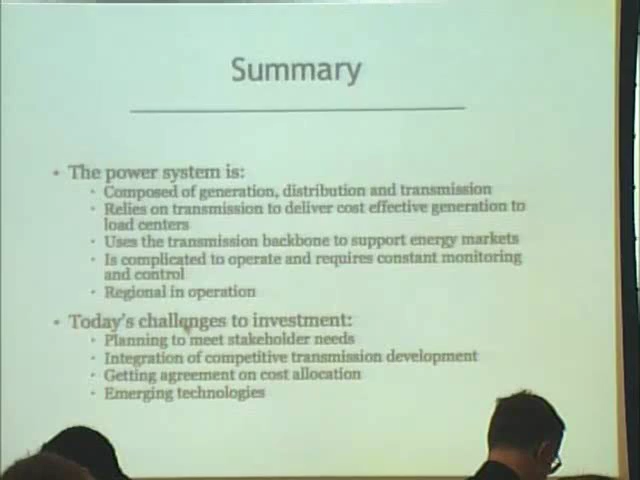 Summary
• The power system is:
• Composed of generation, distribution and transmission
• Relies on transmission to deliver cost effective generation to
load centers
• Uses the transmission backbone to support energy markets
• Is complicated to operate and requires constant monitoring
and control
• Regional in operation
• Today's challenges to investment:
• Planning to meet stakeholder needs
• Integration of competitive transmission development
• Getting agreement on cost allocation
• Emerging technologies